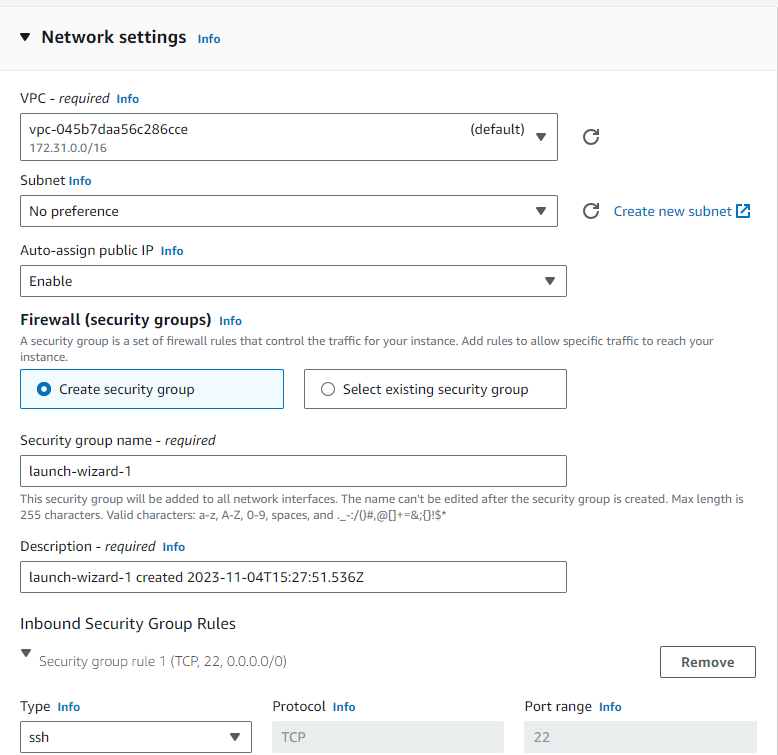 Network settings Info
VPC - required Info
vpc-045b7daa56c286cce (default)
172.31.0.0/16
Subnet Info
No preference
Create new subnet
Auto-assign public IP Info
Enable
Firewall (security groups) Info
A security group is a set of firewall rules that control the traffic for your instance. Add rules to allow specific traffic to reach your
instance.
Create security group
Select existing security group
Security group name - required
launch-wizard-1
This security group will be added to all network interfaces. The name can't be edited after the security group is created. Max length is
255 characters. Valid characters: a-z, A-Z, 0-9, spaces, and ._-:/()#,@[]+=&;{}!$*
Description - required Info
launch-wizard-1 created 2023-11-04T15:27:51.536Z
Inbound Security Group Rules
Security group rule 1 (TCP, 22, 0.0.0.0/0)
Remove
Type Info
Protocol Info
Port range Info
ssh
TCP
22